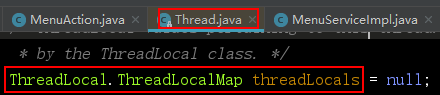 MenuAction.java × Thread.java × MenuServiceImpl.java
* by the ThreadLocal class. */
ThreadLocal.ThreadLocalMap threadLocals = null;